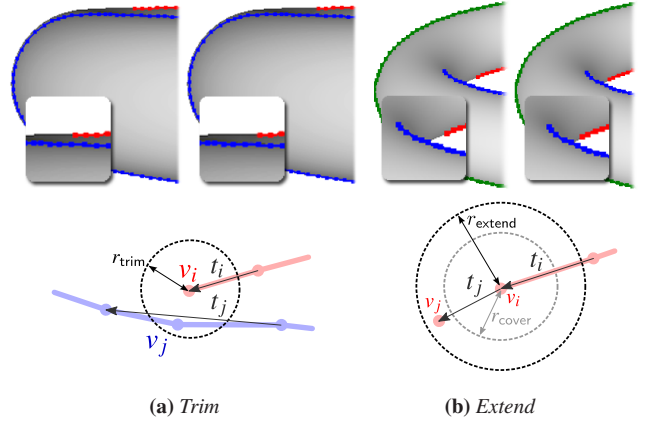 r_trim
v_i
t_i
t_j
v_j
r_extend
t_i
t_j
v_j
v_i
r_cover
(a) Trim
(b) Extend